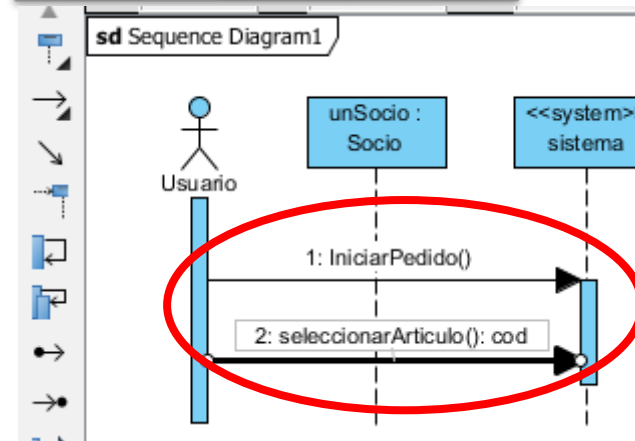 sd Sequence Diagram1
unSocio :
Socio
<<system>>
sistema
Usuario
1: IniciarPedido()
2: seleccionarArticulo(): cod